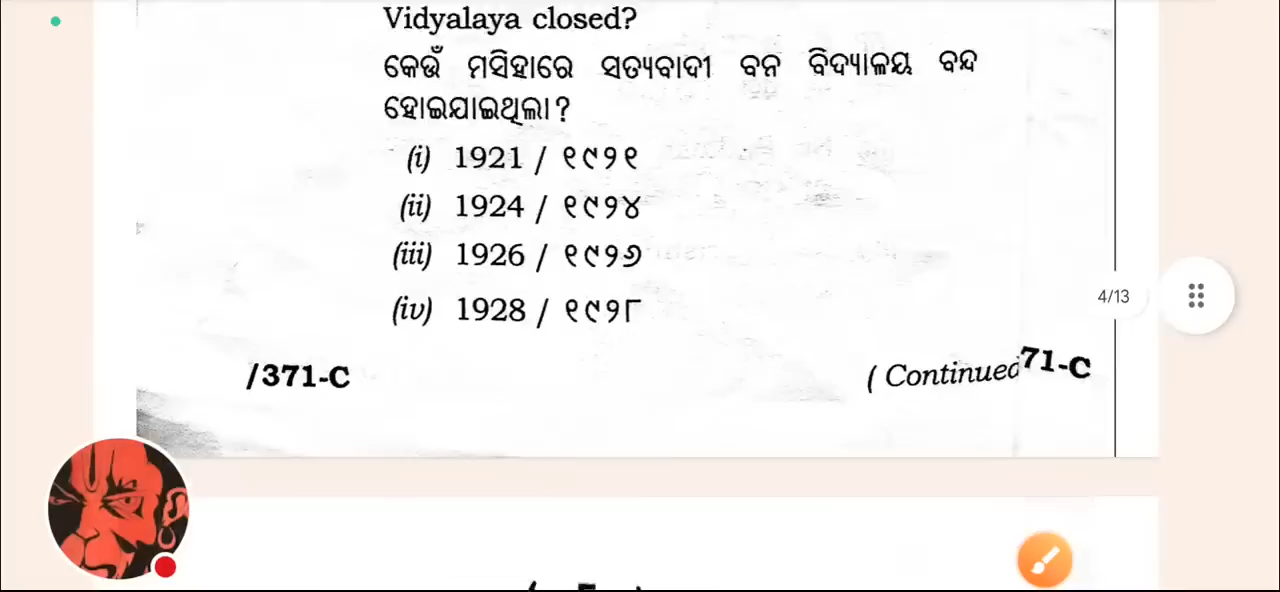 Vidyalaya closed?
କେଉଁ ମସିହାରେ ସତ୍ୟବାଦୀ ବନ ବିଦ୍ୟାଳୟ ବନ୍ଦ
ହୋଇଯାଇଥିଲା ?
(i) 1921 / ୧୯୨୧
(ii) 1924 / ୧୯୨୪
(iii) 1926 / ୧୯୨୬
(iv) 1928 / ୧୯୨୮
4/13
/371-C
( Continued 71-C